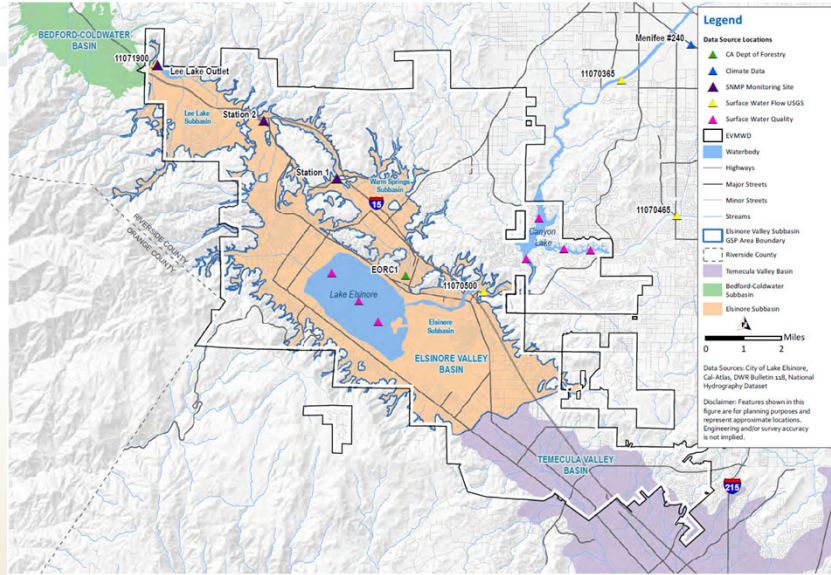 BEDFORD-COLDWATER
BASIN
11071900
Lee Lake Outlet
Lee Lake
Subbasin
Station 2
Station 1
Warm Springs
Subbasin
15
Menifee #240
11070365
11070465
Canyon
Lake
RIVERSIDE COUNTY
ORANGE COUNTY
EORC1
11070500
Lake Elsinore
Elsinore
Subbasin
ELSINORE VALLEY
BASIN
TEMECULA VALLEY
BASIN
215
Legend
Data Source Locations
CA Dept of Forestry
Climate Data
SNMP Monitoring Site
Surface Water Flow USGS
Surface Water Quality
EVMWD
Waterbody
Highways
Major Streets
Minor Streets
Streams
Elsinore Valley Subbasin
GSP Area Boundary
Riverside County
Temecula Valley Basin
Bedford-Coldwater
Subbasin
Elsinore Subbasin
Miles
0 1 2
Data Sources: City of Lake Elsinore,
Cal-Atlas, DWR Bulletin 118, National
Hydrography Dataset
Disclaimer: Features shown in this
figure are for planning purposes and
represent approximate locations.
Engineering and/or survey accuracy
is not implied.